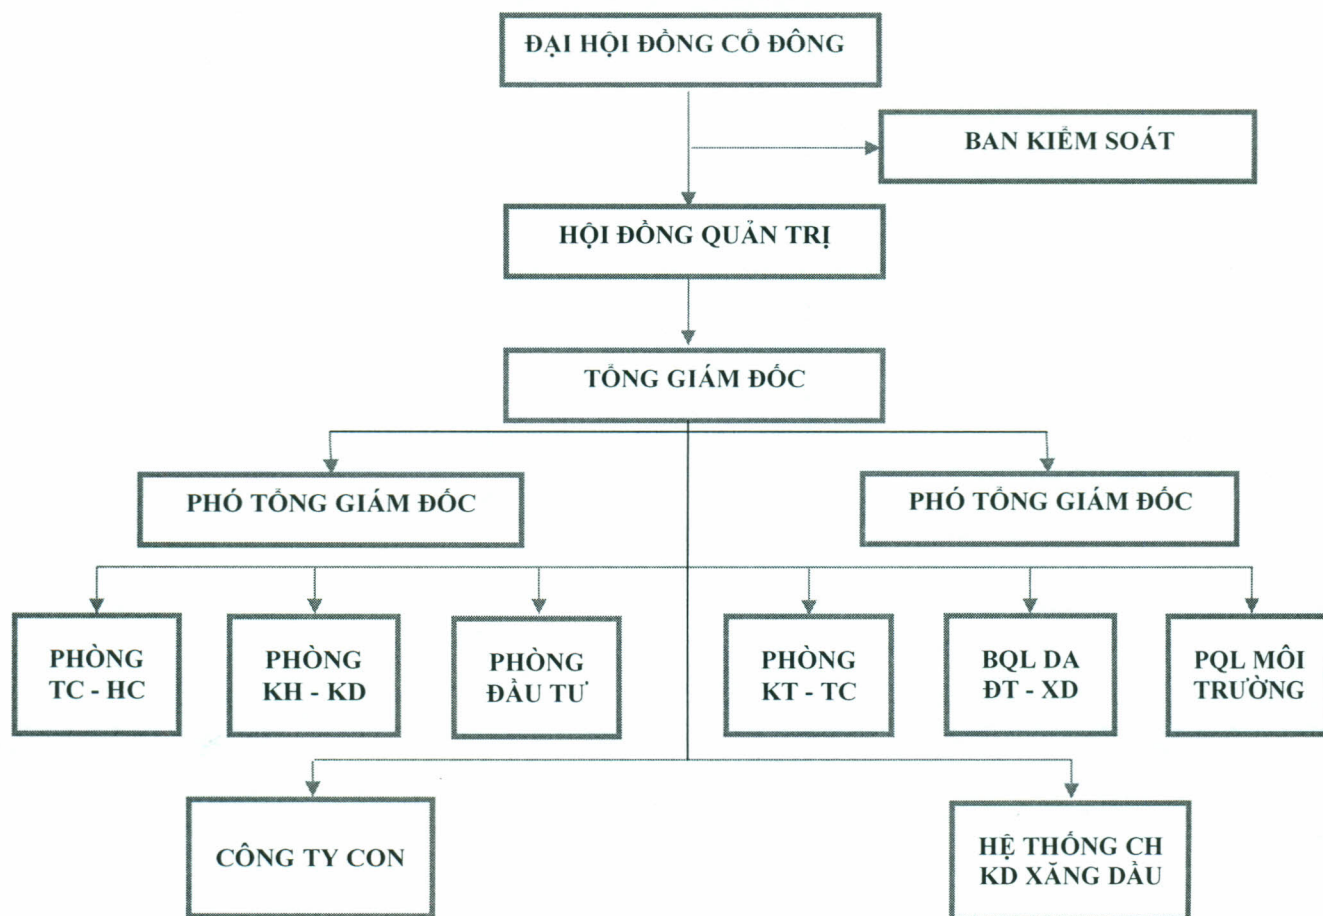 ĐẠI HỘI ĐỒNG CỔ ĐÔNG
BAN KIỂM SOÁT
HỘI ĐỒNG QUẢN TRỊ
TỔNG GIÁM ĐỐC
PHÓ TỔNG GIÁM ĐỐC
PHÓ TỔNG GIÁM ĐỐC
PHÒNG
TC - HC
PHÒNG
KH - KD
PHÒNG
ĐẦU TƯ
PHÒNG
KT - TC
BQL DA
ĐT - XD
PQL MÔI
TRƯỜNG
CÔNG TY CON
HỆ THỐNG CH
KD XĂNG DẦU